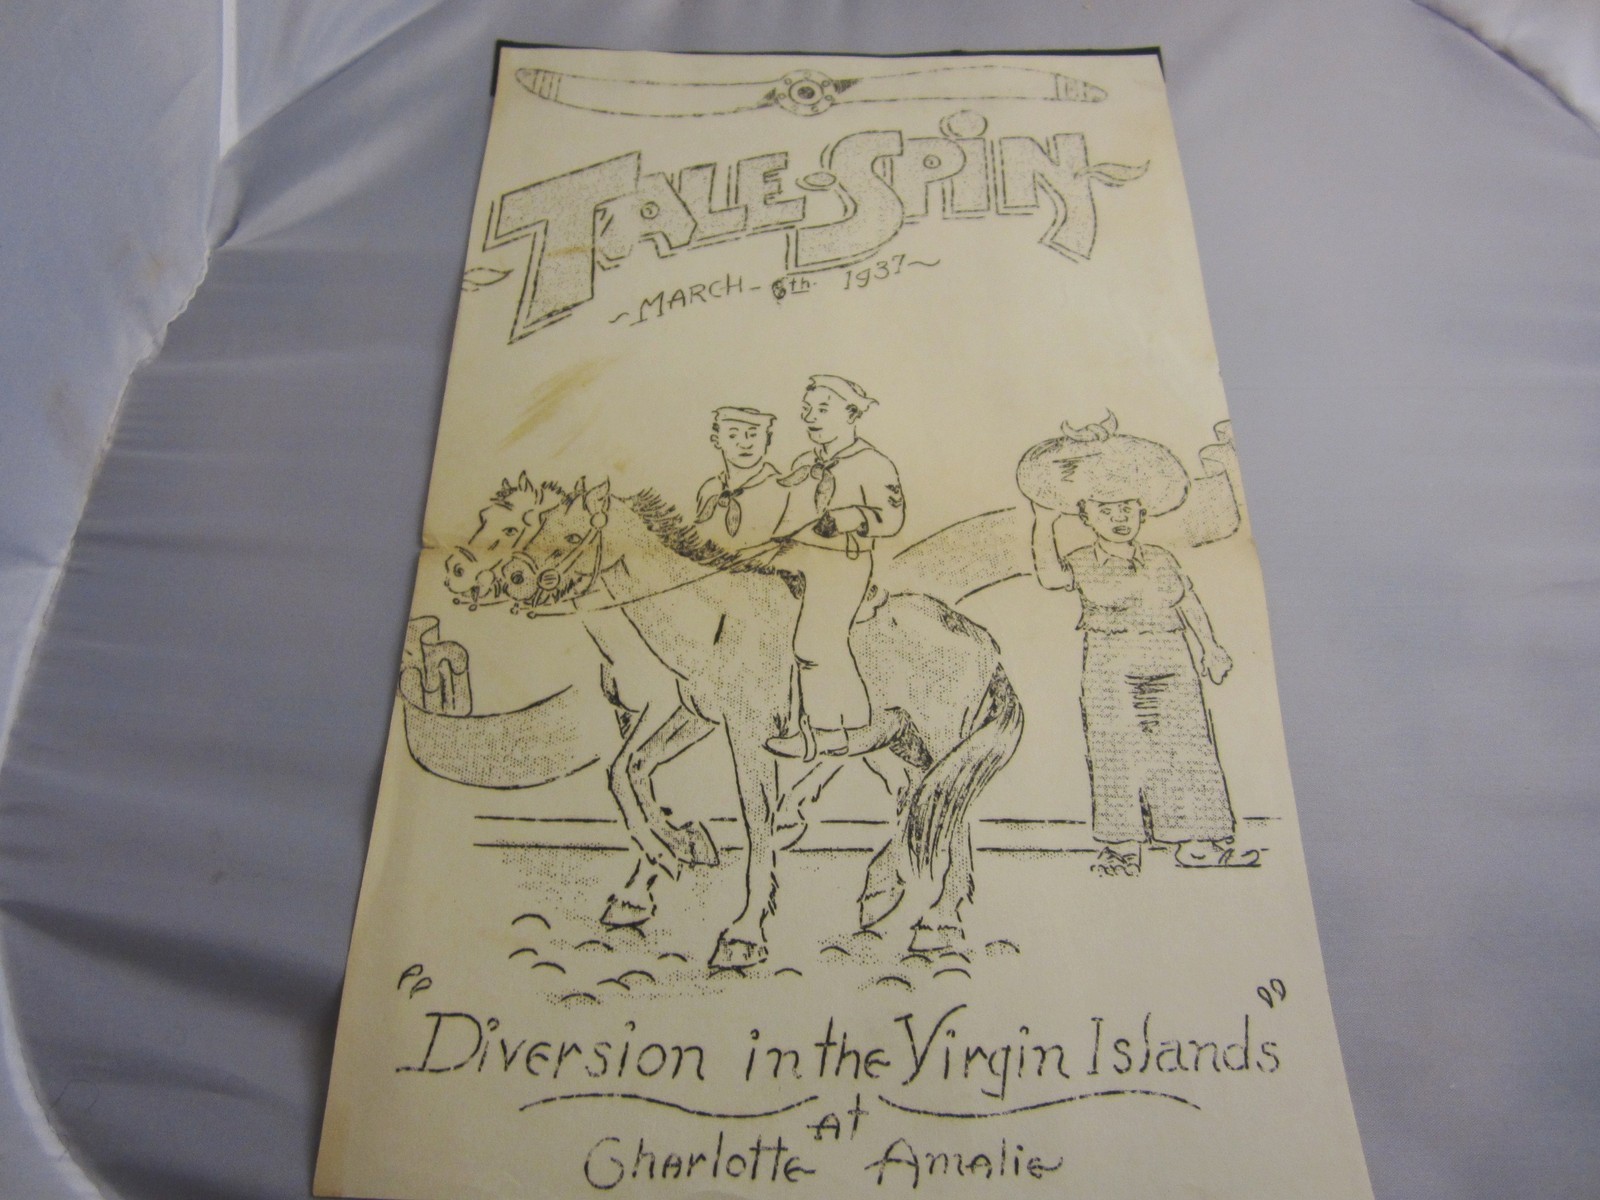 TALE-SPIN
~MARCH-6th. 1937~
"Diversion in the Virgin Islands"
At
Charlotte Amalie